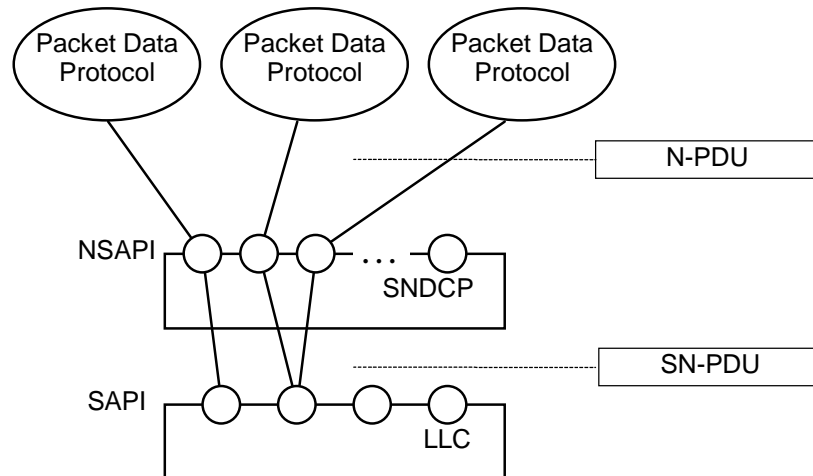 Packet Data
Protocol
Packet Data
Protocol
Packet Data
Protocol
N-PDU
NSAPI
. . .
SNDCP
SN-PDU
SAPI
LLC